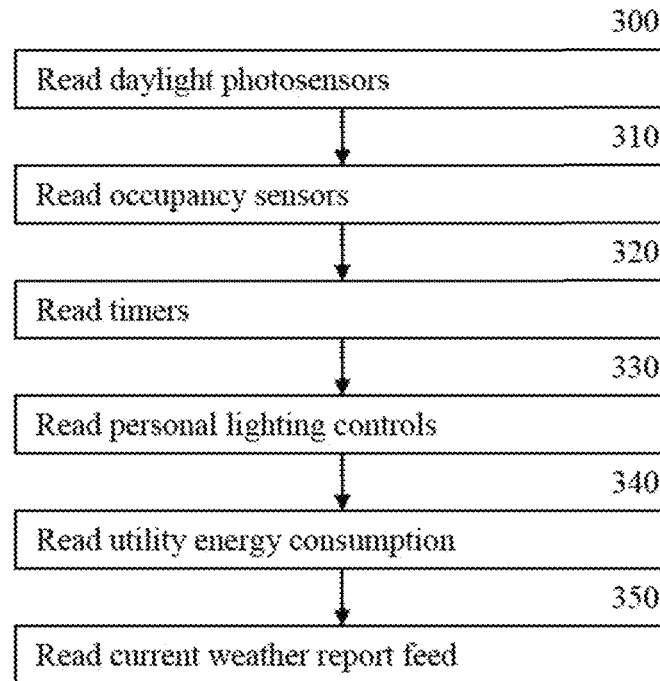 300
Read daylight photosensors
310
Read occupancy sensors
320
Read timers
330
Read personal lighting controls
340
Read utility energy consumption
350
Read current weather report feed